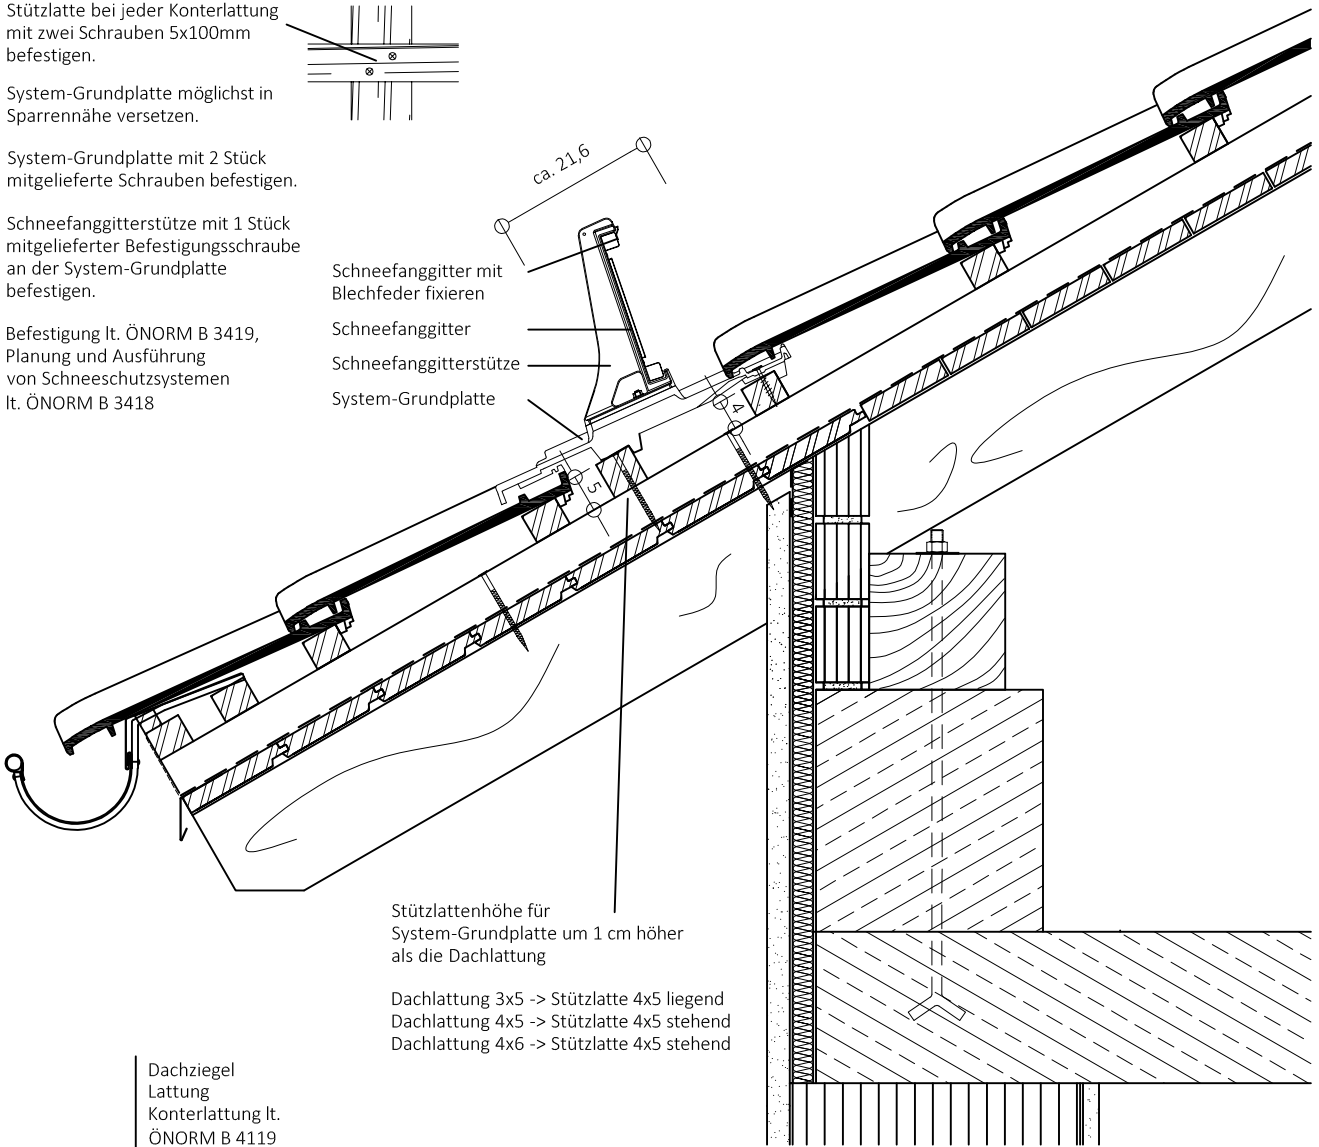 Stützlatte bei jeder Konterlattung
mit zwei Schrauben 5x100mm
befestigen.
System-Grundplatte möglichst in
Sparrennähe versetzen.
System-Grundplatte mit 2 Stück
mitgelieferte Schrauben befestigen.
Schneefanggitterstütze mit 1 Stück
mitgelieferter Befestigungsschraube
an der System-Grundplatte
befestigen.
Befestigung lt. ÖNORM B 3419,
Planung und Ausführung
von Schneeschutzsystemen
lt. ÖNORM B 3418
ca. 21,6
Schneefanggitter mit
Blechfeder fixieren
Schneefanggitter
Schneefanggitterstütze
System-Grundplatte
4
5
Stützlattenhöhe für
System-Grundplatte um 1 cm höher
als die Dachlattung
Dachlattung 3x5 -> Stützlatte 4x5 liegend
Dachlattung 4x5 -> Stützlatte 4x5 stehend
Dachlattung 4x6 -> Stützlatte 4x5 stehend
Dachziegel
Lattung
Konterlattung lt.
ÖNORM B 4119